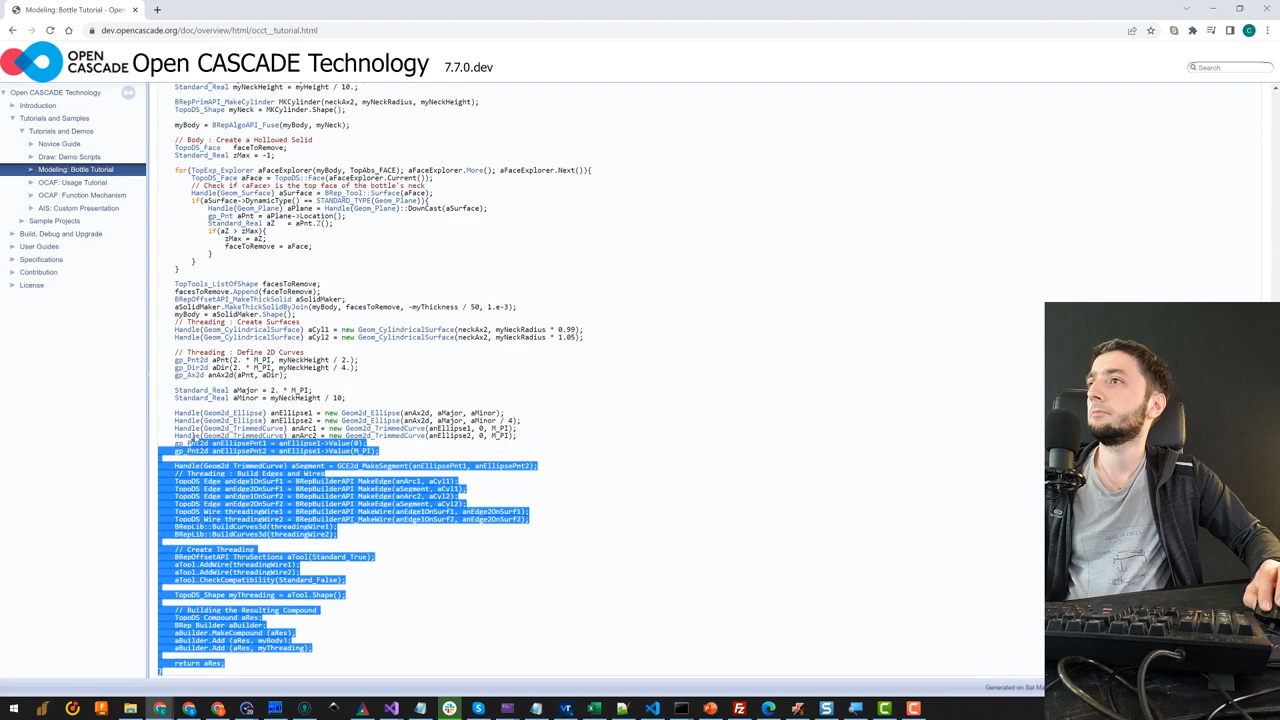 Modeling: Bottle Tutorial - Open
dev.opencascade.org/doc/overview/html/occt__tutorial.html
OPEN CASCADE
Open CASCADE Technology 7.7.0.dev
Search
Open CASCADE Technology
Introduction
Tutorials and Samples
Tutorials and Demos
Novice Guide
Draw: Demo Scripts
Modeling: Bottle Tutorial
OCAF: Usage Tutorial
OCAF: Function Mechanism
AIS: Custom Presentation
Sample Projects
Build, Debug and Upgrade
User Guides
Specifications
Contribution
License
Standard_Real myNeckHeight = myHeight / 10.;
BRepPrimAPI_MakeCylinder MKCylinder(neckAx2, myNeckRadius, myNeckHeight);
TopoDS_Shape myNeck = MKCylinder.Shape();
myBody = BRepAlgoAPI_Fuse(myBody, myNeck);
// Body : Create a Hollowed Solid
TopoDS_Face faceToRemove;
Standard_Real zMax = -1;
for(TopExp_Explorer aFaceExplorer(myBody, TopAbs_FACE); aFaceExplorer.More(); aFaceExplorer.Next()){
TopoDS_Face aFace = TopoDS::Face(aFaceExplorer.Current());
// Check if <aFace> is the top face of the bottle's neck
Handle(Geom_Surface) aSurface = BRep_Tool::Surface(aFace);
if(aSurface->DynamicType() == STANDARD_TYPE(Geom_Plane)){
Handle(Geom_Plane) aPlane = Handle(Geom_Plane)::DownCast(aSurface);
gp_Pnt aPnt = aPlane->Location();
Standard_Real aZ = aPnt.Z();
if(aZ > zMax){
zMax = aZ;
faceToRemove = aFace;
}
}
}
TopTools_ListOfShape facesToRemove;
facesToRemove.Append(faceToRemove);
BRepOffsetAPI_MakeThickSolid aSolidMaker;
aSolidMaker.MakeThickSolidByJoin(myBody, facesToRemove, -myThickness / 50, 1.e-3);
myBody = aSolidMaker.Shape();
// Threading : Create Surfaces
Handle(Geom_CylindricalSurface) aCyl1 = new Geom_CylindricalSurface(neckAx2, myNeckRadius * 0.99);
Handle(Geom_CylindricalSurface) aCyl2 = new Geom_CylindricalSurface(neckAx2, myNeckRadius * 1.05);
// Threading : Define 2D Curves
gp_Pnt2d aPnt(2. * M_PI, myNeckHeight / 2.);
gp_Dir2d aDir(2. * M_PI, myNeckHeight / 4.);
gp_Ax2d anAx2d(aPnt, aDir);
Standard_Real aMajor = 2. * M_PI;
Standard_Real aMinor = myNeckHeight / 10;
Handle(Geom2d_Ellipse) anEllipse1 = new Geom2d_Ellipse(anAx2d, aMajor, aMinor);
Handle(Geom2d_Ellipse) anEllipse2 = new Geom2d_Ellipse(anAx2d, aMajor, aMinor / 4);
Handle(Geom2d_TrimmedCurve) anArc1 = new Geom2d_TrimmedCurve(anEllipse1, 0, M_PI);
Handle(Geom2d_TrimmedCurve) anArc2 = new Geom2d_TrimmedCurve(anEllipse2, 0, M_PI);
gp_Pnt2d anEllipsePnt1 = anEllipse1->Value(0);
gp_Pnt2d anEllipsePnt2 = anEllipse1->Value(M_PI);
Handle(Geom2d_TrimmedCurve) aSegment = GCE2d_MakeSegment(anEllipsePnt1, anEllipsePnt2);
// Threading : Build Edges and Wires
TopoDS_Edge anEdge1OnSurf1 = BRepBuilderAPI_MakeEdge(anArc1, aCyl1);
TopoDS_Edge anEdge2OnSurf1 = BRepBuilderAPI_MakeEdge(aSegment, aCyl1);
TopoDS_Edge anEdge1OnSurf2 = BRepBuilderAPI_MakeEdge(anArc2, aCyl2);
TopoDS_Edge anEdge2OnSurf2 = BRepBuilderAPI_MakeEdge(aSegment, aCyl2);
TopoDS_Wire threadingWire1 = BRepBuilderAPI_MakeWire(anEdge1OnSurf1, anEdge2OnSurf1);
TopoDS_Wire threadingWire2 = BRepBuilderAPI_MakeWire(anEdge1OnSurf2, anEdge2OnSurf2);
BRepLib::BuildCurves3d(threadingWire1);
BRepLib::BuildCurves3d(threadingWire2);
// Create Threading
BRepOffsetAPI_ThruSections aTool(Standard_True);
aTool.AddWire(threadingWire1);
aTool.AddWire(threadingWire2);
aTool.CheckCompatibility(Standard_False);
TopoDS_Shape myThreading = aTool.Shape();
// Building the Resulting Compound
TopoDS_Compound aRes;
BRep_Builder aBuilder;
aBuilder.MakeCompound (aRes);
aBuilder.Add (aRes, myBody);
aBuilder.Add (aRes, myThreading);
return aRes;
}
Generated on Sat